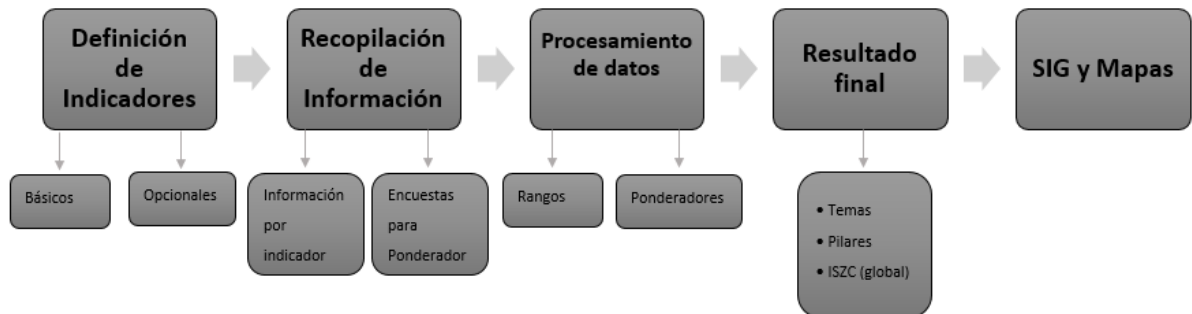 Definición
de
Indicadores
Recopilación
de
Información
Procesamiento
de datos
Resultado
final
SIG y Mapas
Básicos
Opcionales
Información
por
indicador
Encuestas
para
Ponderador
Rangos
Ponderadores
• Temas
• Pilares
• ISZC (global)